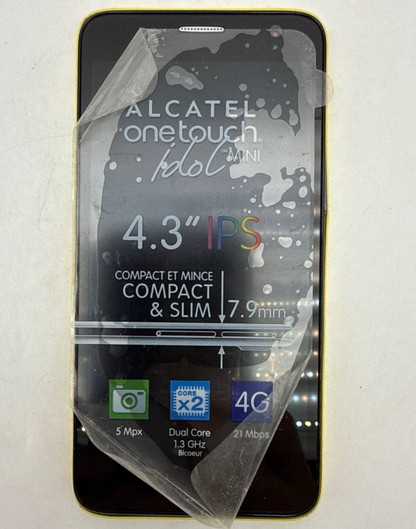 ALCATEL
onetouch.
idol™ MINI
4.3” IPS
COMPACT ET MINCE
COMPACT
& SLIM 7.9mm
CORE
x2
4G
5 Mpx
Dual Core
21 Mbps
1.3 GHz
Bicoeur